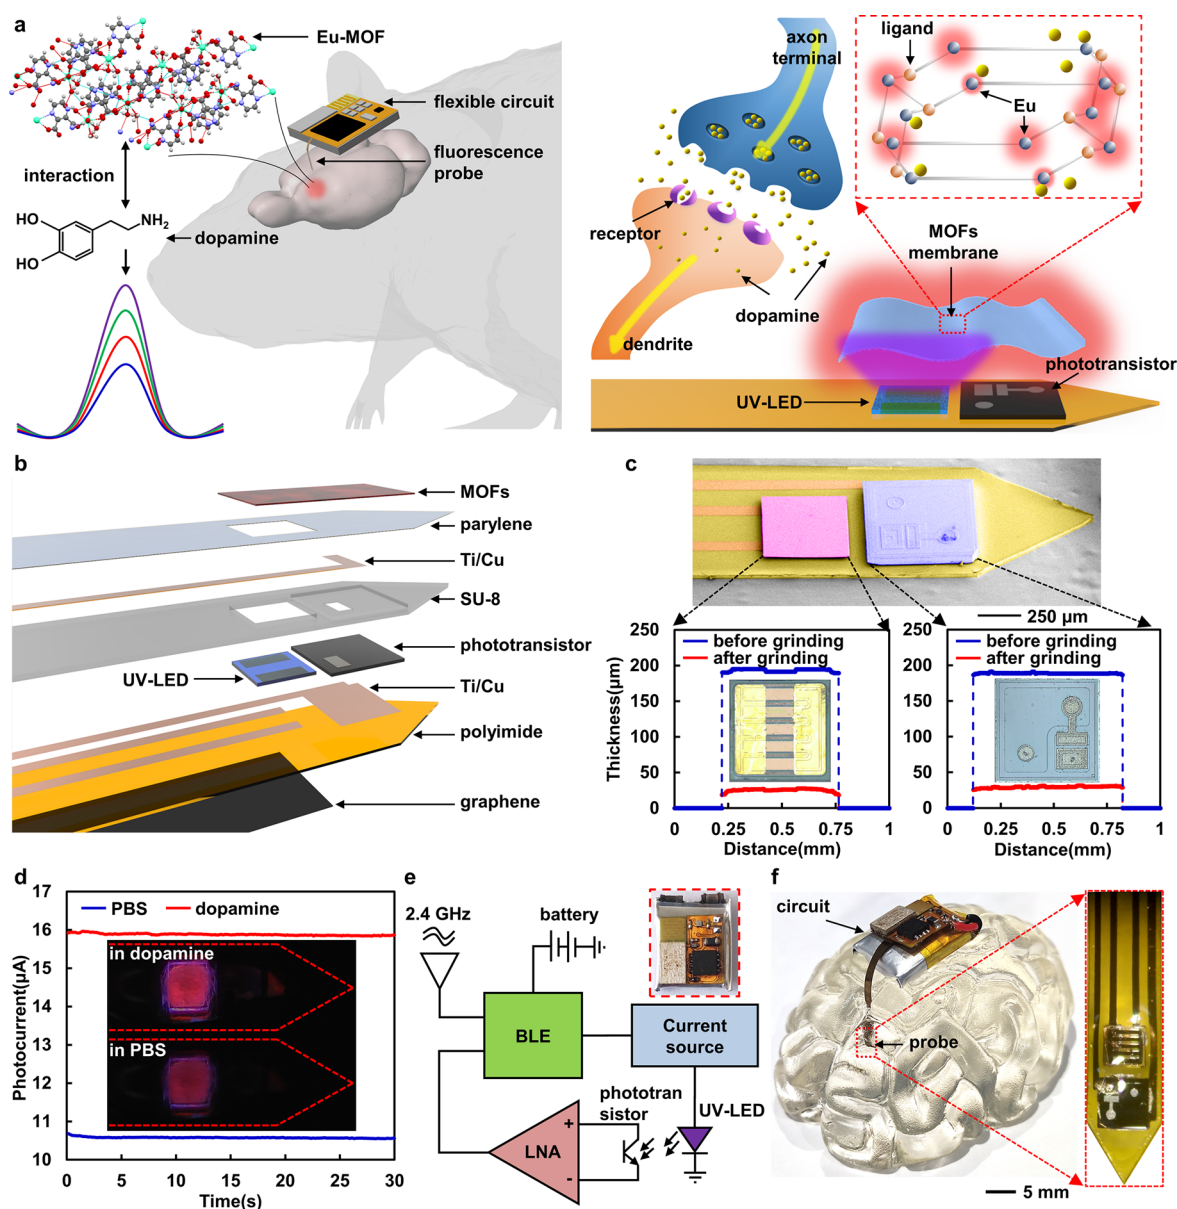 a
Eu-MOF
flexible circuit
fluorescence
probe
interaction
HO
HO
NH2
dopamine
axon
terminal
receptor
dopamine
dendrite
ligand
Eu
MOFs
membrane
phototransistor
UV-LED
b
MOFs
parylene
Ti/Cu
SU-8
phototransistor
UV-LED
Ti/Cu
polyimide
graphene
c
250 µm
Thickness(µm)
250
200
150
100
50
0
before grinding
after grinding
0
0.25
0.5
0.75
1
Distance(mm)
250
200
150
100
50
0
before grinding
after grinding
0
0.25
0.5
0.75
1
Distance(mm)
d
Photocurrent(µA)
17
16
15
14
13
12
11
10
PBS
dopamine
in dopamine
in PBS
0
5
10
15
20
25
30
Time(s)
e
2.4 GHz
battery
BLE
Current
source
phototran
sistor
UV-LED
LNA
+
-
f
circuit
probe
5 mm